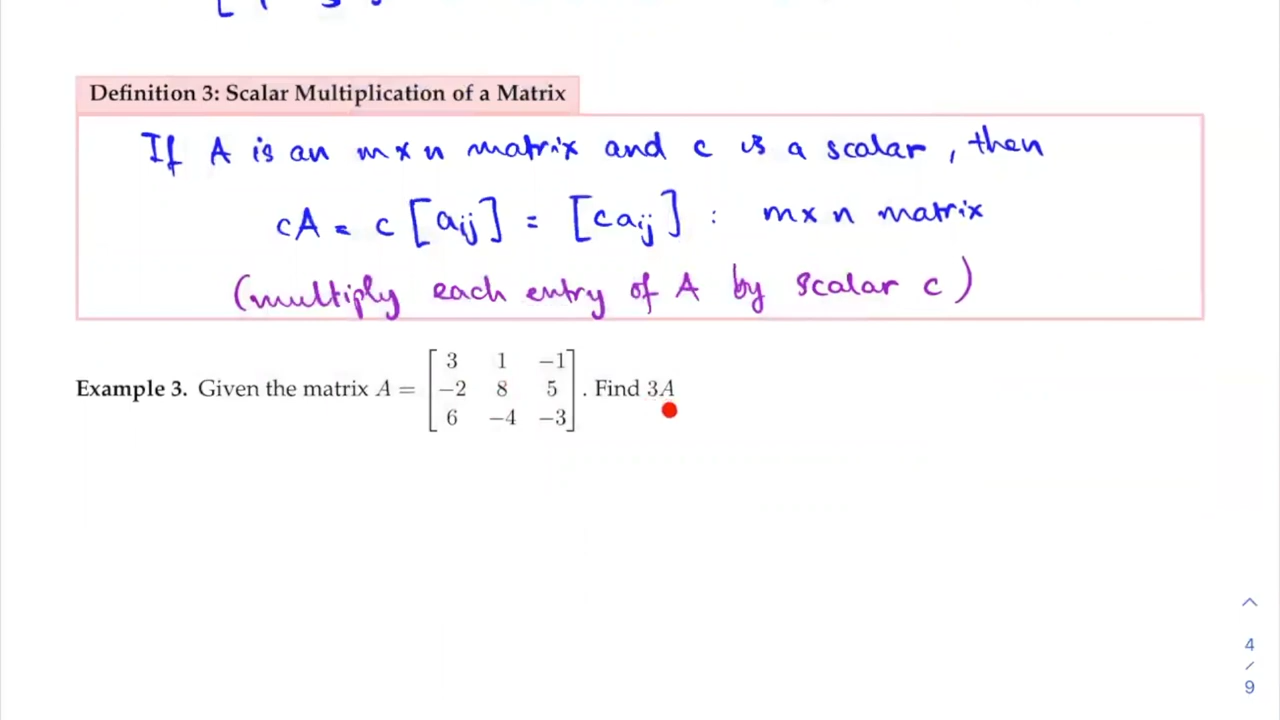 Definition 3: Scalar Multiplication of a Matrix
If A is an m x n matrix and c is a scalar, then
cA = c [aij] = [caij] : m x n matrix
(multiply each entry of A by scalar c)
3 1 −1
Example 3. Given the matrix A = −2 8 5 . Find 3A
6 −4 −3
4
/
9